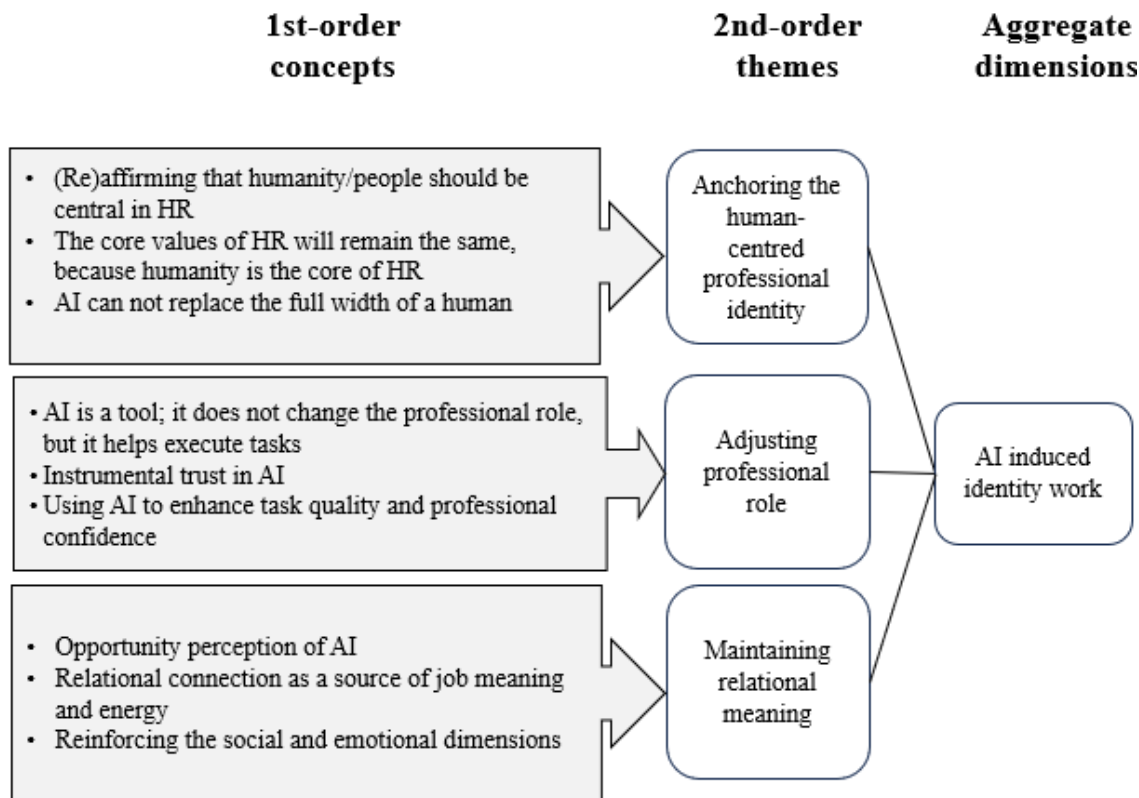 1st-order
concepts
2nd-order
themes
Aggregate
dimensions
• (Re)affirming that humanity/people should be
central in HR
• The core values of HR will remain the same,
because humanity is the core of HR
• AI can not replace the full width of a human
Anchoring the
human-
centred
professional
identity
• AI is a tool; it does not change the professional role,
but it helps execute tasks
• Instrumental trust in AI
• Using AI to enhance task quality and professional
confidence
Adjusting
professional
role
AI induced
identity work
• Opportunity perception of AI
• Relational connection as a source of job meaning
and energy
• Reinforcing the social and emotional dimensions
Maintaining
relational
meaning